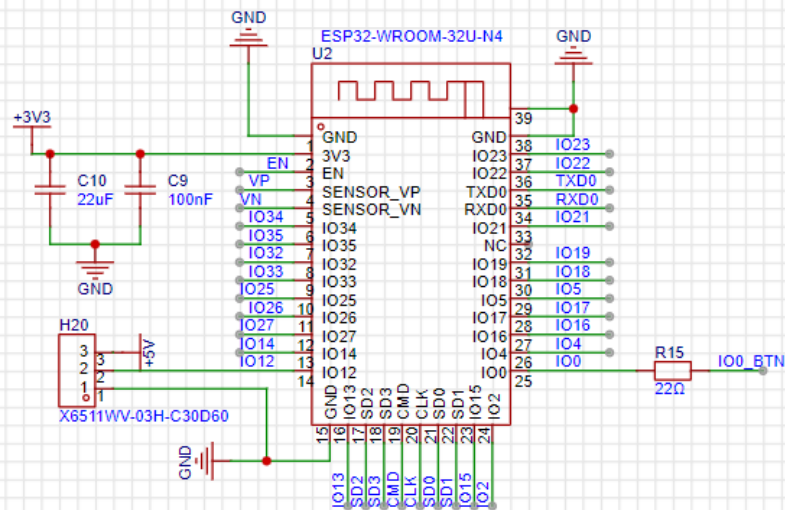 GND
ESP32-WROOM-32U-N4
GND
U2
39
+3V3
GND
GND
1
38
IO23
3V3
IO23
EN
2
37
IO22
EN
IO22
VP
3
36
TXD0
SENSOR_VP
TXD0
VN
4
35
RXD0
SENSOR_VN
RXD0
IO34
5
34
IO21
IO34
IO21
IO35
6
33
IO35
NC
IO32
7
32
IO19
IO32
IO19
IO33
8
31
IO18
IO33
IO18
IO25
9
30
IO5
IO25
IO5
IO26
10
29
IO17
IO26
IO17
IO27
11
28
IO16
IO27
IO16
IO14
12
27
IO4
IO14
IO4
IO12
13
26
IO0
IO12
IO0
14
25
C10
22uF
C9
100nF
GND
H20
3
3
2
2
1
1
+5V
X6511WV-03H-C30D60
R15
22Ω
IO0_BTN
GND
IO13
SD2
SD3
CMD
CLK
SD0
SD1
IO15
IO2
15
16
17
18
19
20
21
22
23
24
GND
IO13
SD2
SD3
CMD
CLK
SD0
SD1
IO15
IO2